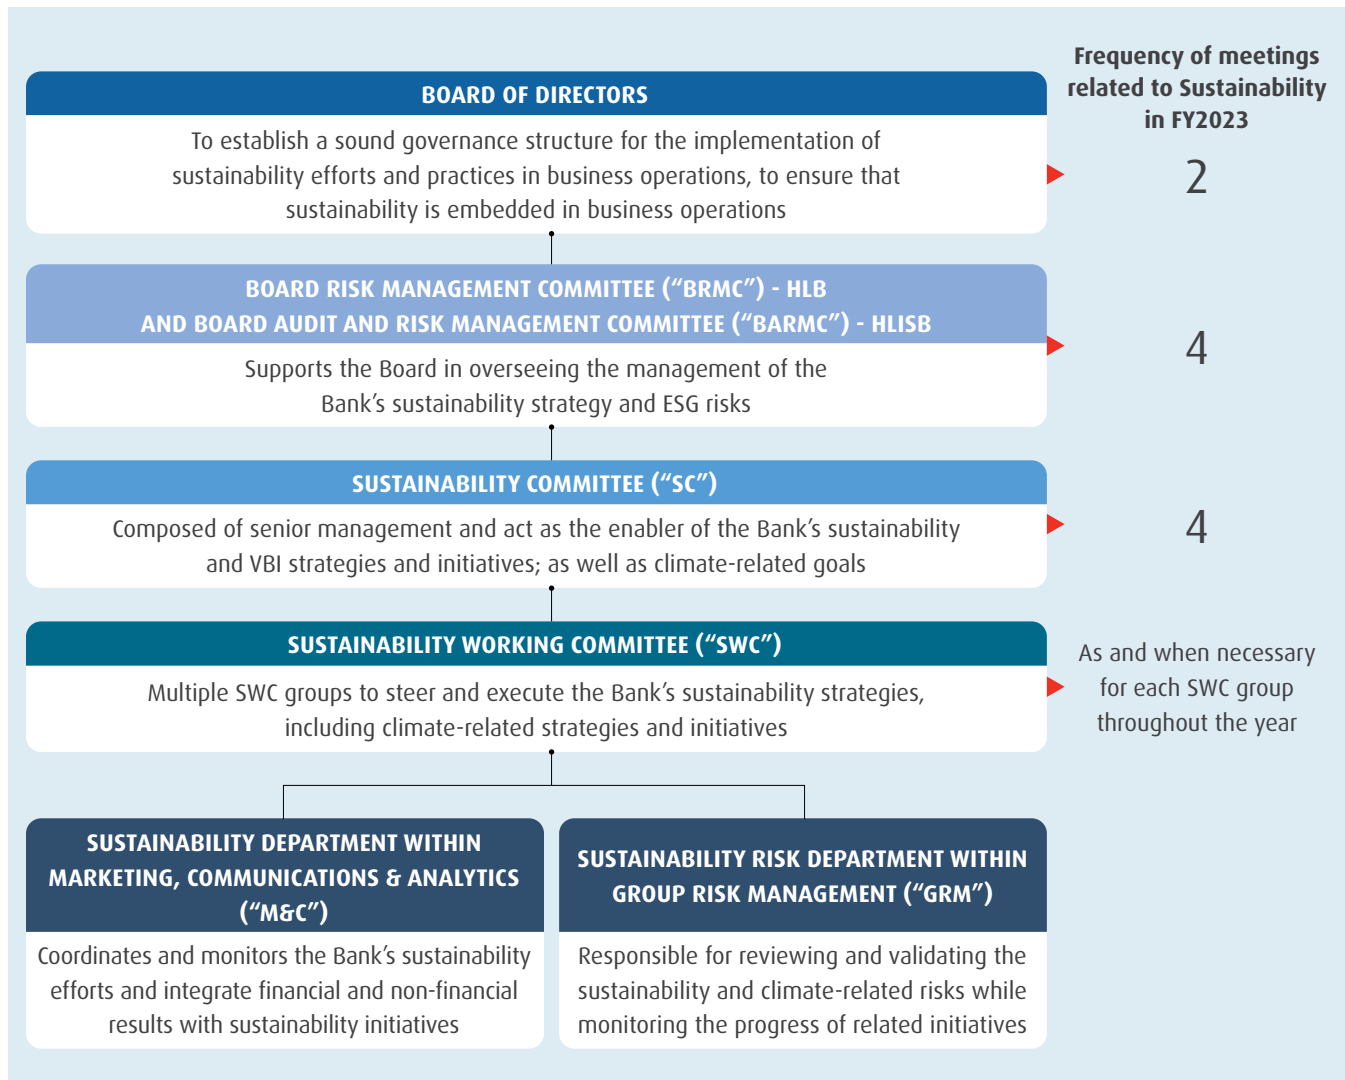 Frequency of meetings
related to Sustainability
in FY2023
BOARD OF DIRECTORS
To establish a sound governance structure for the implementation of
sustainability efforts and practices in business operations, to ensure that
sustainability is embedded in business operations
2
BOARD RISK MANAGEMENT COMMITTEE (“BRMC”) - HLB
AND BOARD AUDIT AND RISK MANAGEMENT COMMITTEE (“BARMC”) - HLISB
Supports the Board in overseeing the management of the
Bank’s sustainability strategy and ESG risks
4
SUSTAINABILITY COMMITTEE (“SC”)
Composed of senior management and act as the enabler of the Bank’s sustainability
and VBI strategies and initiatives; as well as climate-related goals
4
SUSTAINABILITY WORKING COMMITTEE (“SWC”)
Multiple SWC groups to steer and execute the Bank’s sustainability strategies,
including climate-related strategies and initiatives
As and when necessary
for each SWC group
throughout the year
SUSTAINABILITY DEPARTMENT WITHIN
MARKETING, COMMUNICATIONS & ANALYTICS
(“M&C”)
Coordinates and monitors the Bank’s sustainability
efforts and integrate financial and non-financial
results with sustainability initiatives
SUSTAINABILITY RISK DEPARTMENT WITHIN
GROUP RISK MANAGEMENT (“GRM”)
Responsible for reviewing and validating the
sustainability and climate-related risks while
monitoring the progress of related initiatives